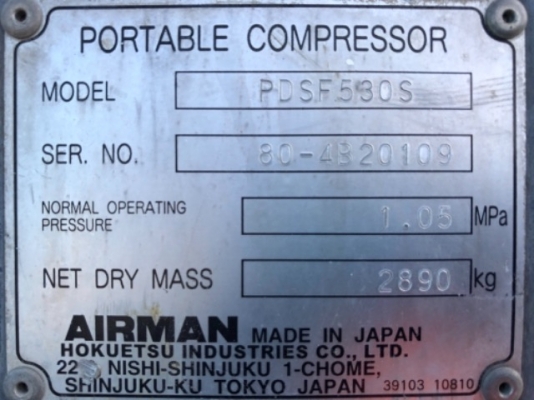 PORTABLE COMPRESSOR
MODEL PDSF530S
SER. NO. 80-4B20109
NORMAL OPERATING
PRESSURE 1.05 MPa
NET DRY MASS 2890 kg
AIRMAN MADE IN JAPAN
HOKUETSU INDUSTRIES CO., LTD.
22 NISHI-SHINJUKU 1-CHOME,
SHINJUKU-KU TOKYO JAPAN 39103 10810